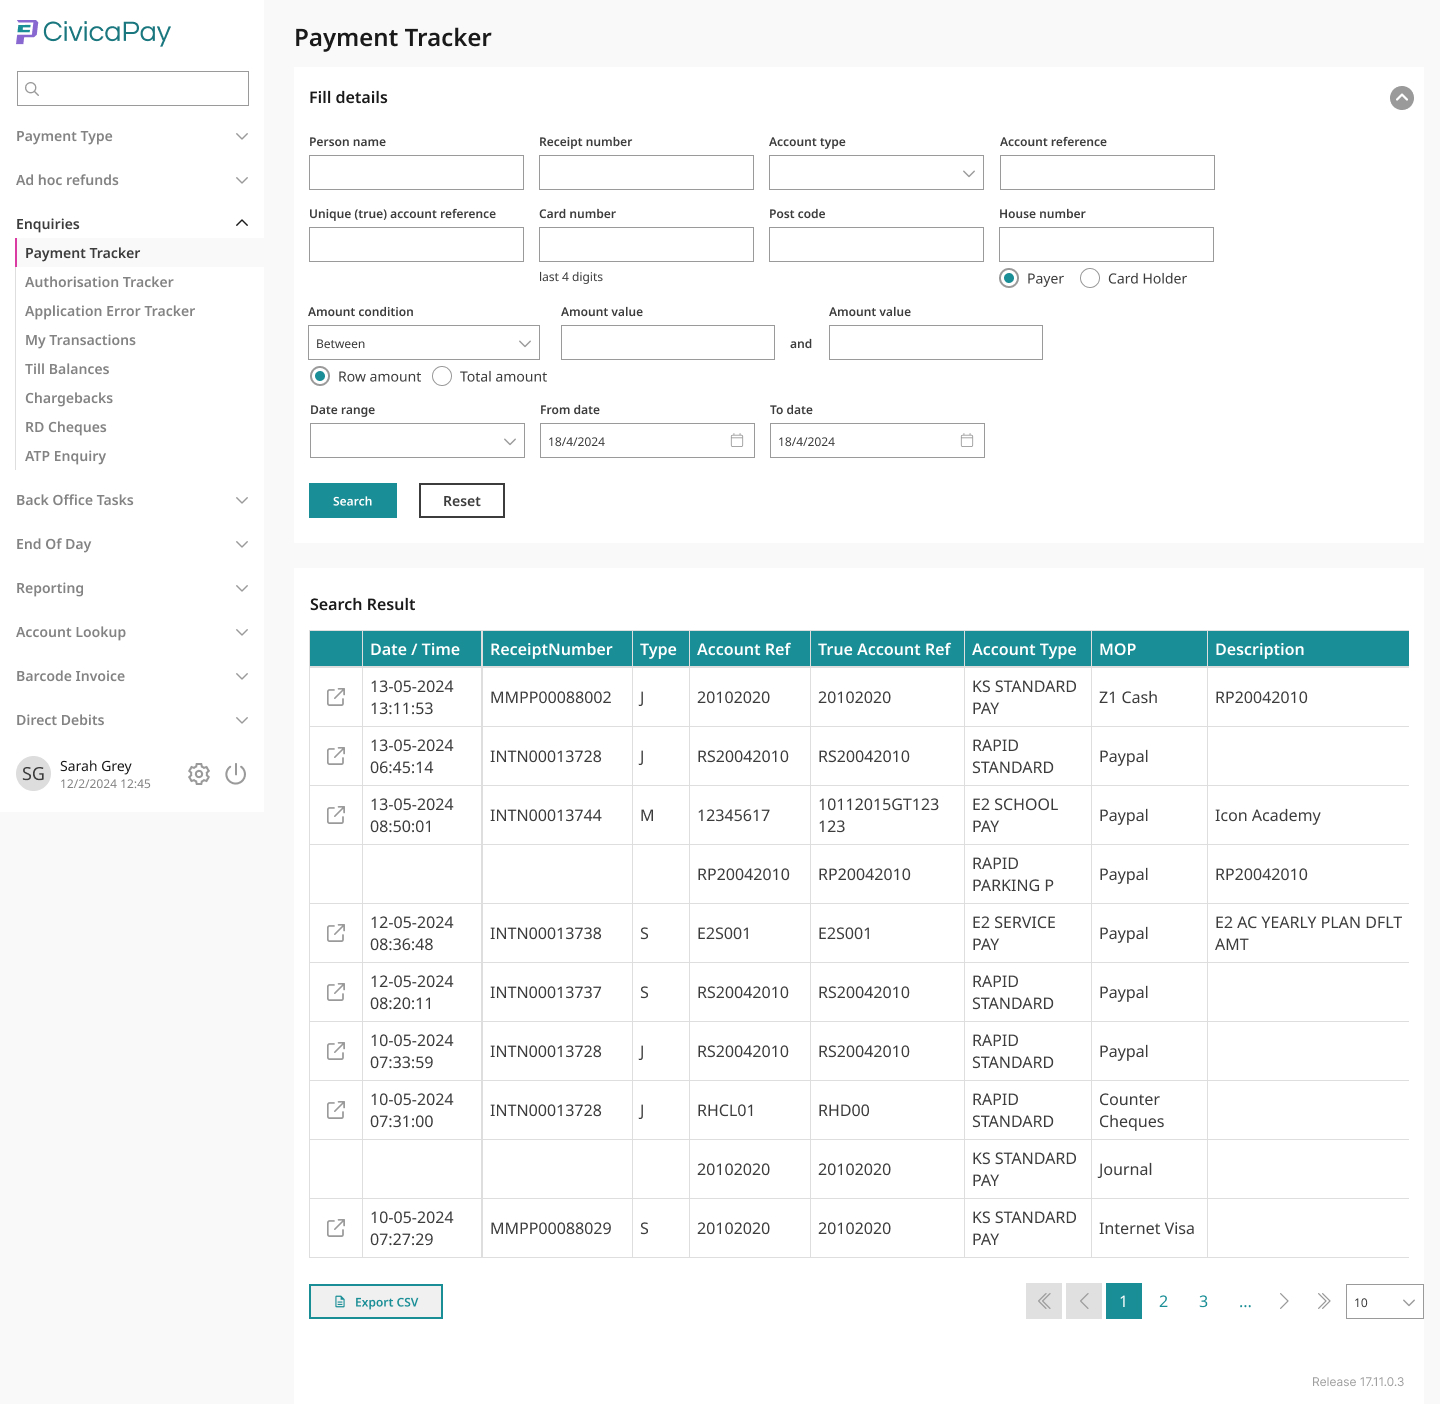 CivicaPay
Payment Type
Ad hoc refunds
Enquiries
Payment Tracker
Authorisation Tracker
Application Error Tracker
My Transactions
Till Balances
Chargebacks
RD Cheques
ATP Enquiry
Back Office Tasks
End Of Day
Reporting
Account Lookup
Barcode Invoice
Direct Debits
SG Sarah Grey
12/2/2024 12:45
Payment Tracker
Fill details
Person name Receipt number Account type Account reference
Unique (true) account reference Card number Post code House number
last 4 digits Payer Card Holder
Amount condition Amount value Amount value
Between and
Row amount Total amount
Date range From date To date
18/4/2024 18/4/2024
Search Reset
Search Result
Date / Time ReceiptNumber Type Account Ref True Account Ref Account Type MOP Description
13-05-2024 KS STANDARD
MMPP00088002 J 20102020 20102020 Z1 Cash RP20042010
13:11:53 PAY
13-05-2024 RAPID
INTN00013728 J RS20042010 RS20042010 Paypal
06:45:14 STANDARD
13-05-2024 10112015GT123 E2 SCHOOL
INTN00013744 M 12345617 Paypal Icon Academy
08:50:01 123 PAY
RAPID
RP20042010 RP20042010 Paypal RP20042010
PARKING P
12-05-2024 E2 SERVICE E2 AC YEARLY PLAN DFLT
INTN00013738 S E2S001 E2S001 Paypal
08:36:48 PAY AMT
12-05-2024 RAPID
INTN00013737 S RS20042010 RS20042010 Paypal
08:20:11 STANDARD
10-05-2024 RAPID
INTN00013728 J RS20042010 RS20042010 Paypal
07:33:59 STANDARD
10-05-2024 RAPID Counter
INTN00013728 J RHCL01 RHD00
07:31:00 STANDARD Cheques
KS STANDARD
20102020 20102020 Journal
PAY
10-05-2024 KS STANDARD
MMPP00088029 S 20102020 20102020 Internet Visa
07:27:29 PAY
Export CSV 1 2 3 ... 10
Release 17.11.0.3